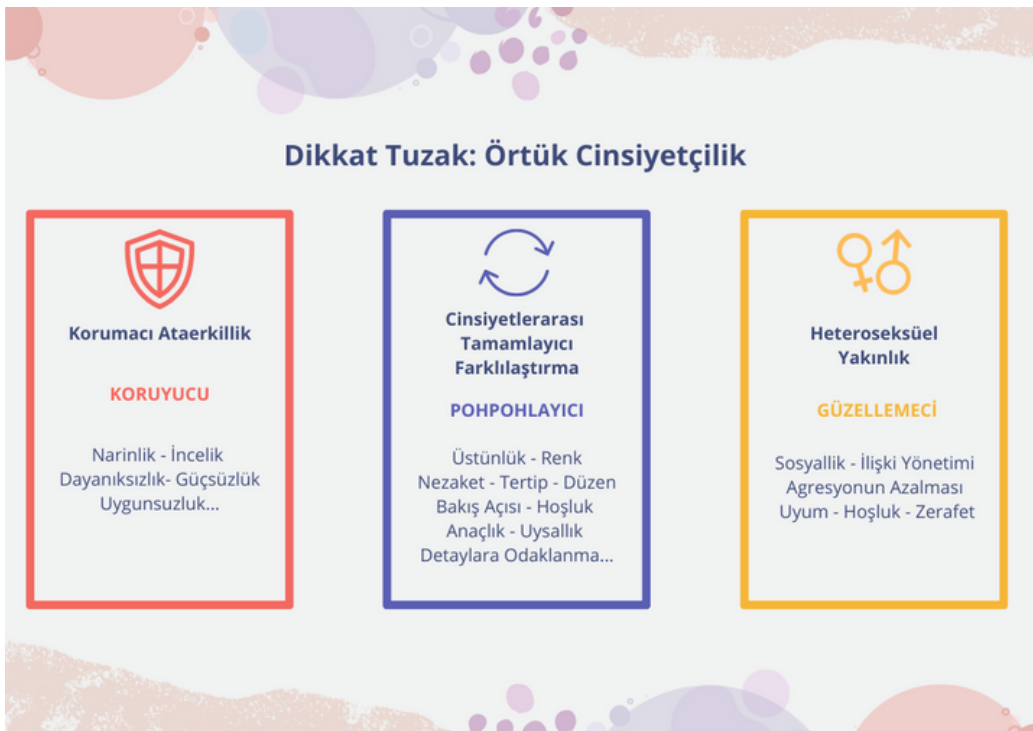 Dikkat Tuzak: Örtük Cinsiyetçilik
Korumacı Ataerkillik
KORUYUCU
Narinlik - İncelik
Dayanıksızlık- Güçsüzlük
Uygunsuzluk...
Cinsiyetlerarası
Tamamlayıcı
Farklılaştırma
POHPOHLAYICI
Üstünlük - Renk
Nezaket - Tertip - Düzen
Bakış Açısı - Hoşluk
Anaçlık - Uysallık
Detaylara Odaklanma...
Heteroseksüel
Yakınlık
GÜZELLEMECİ
Sosyallik - İlişki Yönetimi
Agresyonun Azalması
Uyum - Hoşluk - Zerafet